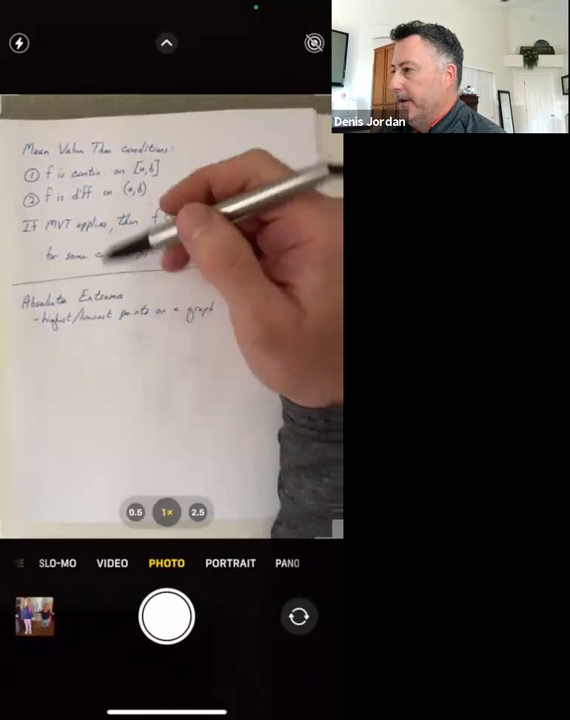 Denis Jordan
Mean Value Thm conditions:
① f is contin. on [a,b]
② f is diff. on (a,b)
If MVT applies, then f
for some c
Absolute Extrema
- highest/lowest points on a graph
0.5 1× 2.5
SLO-MO VIDEO PHOTO PORTRAIT PANO